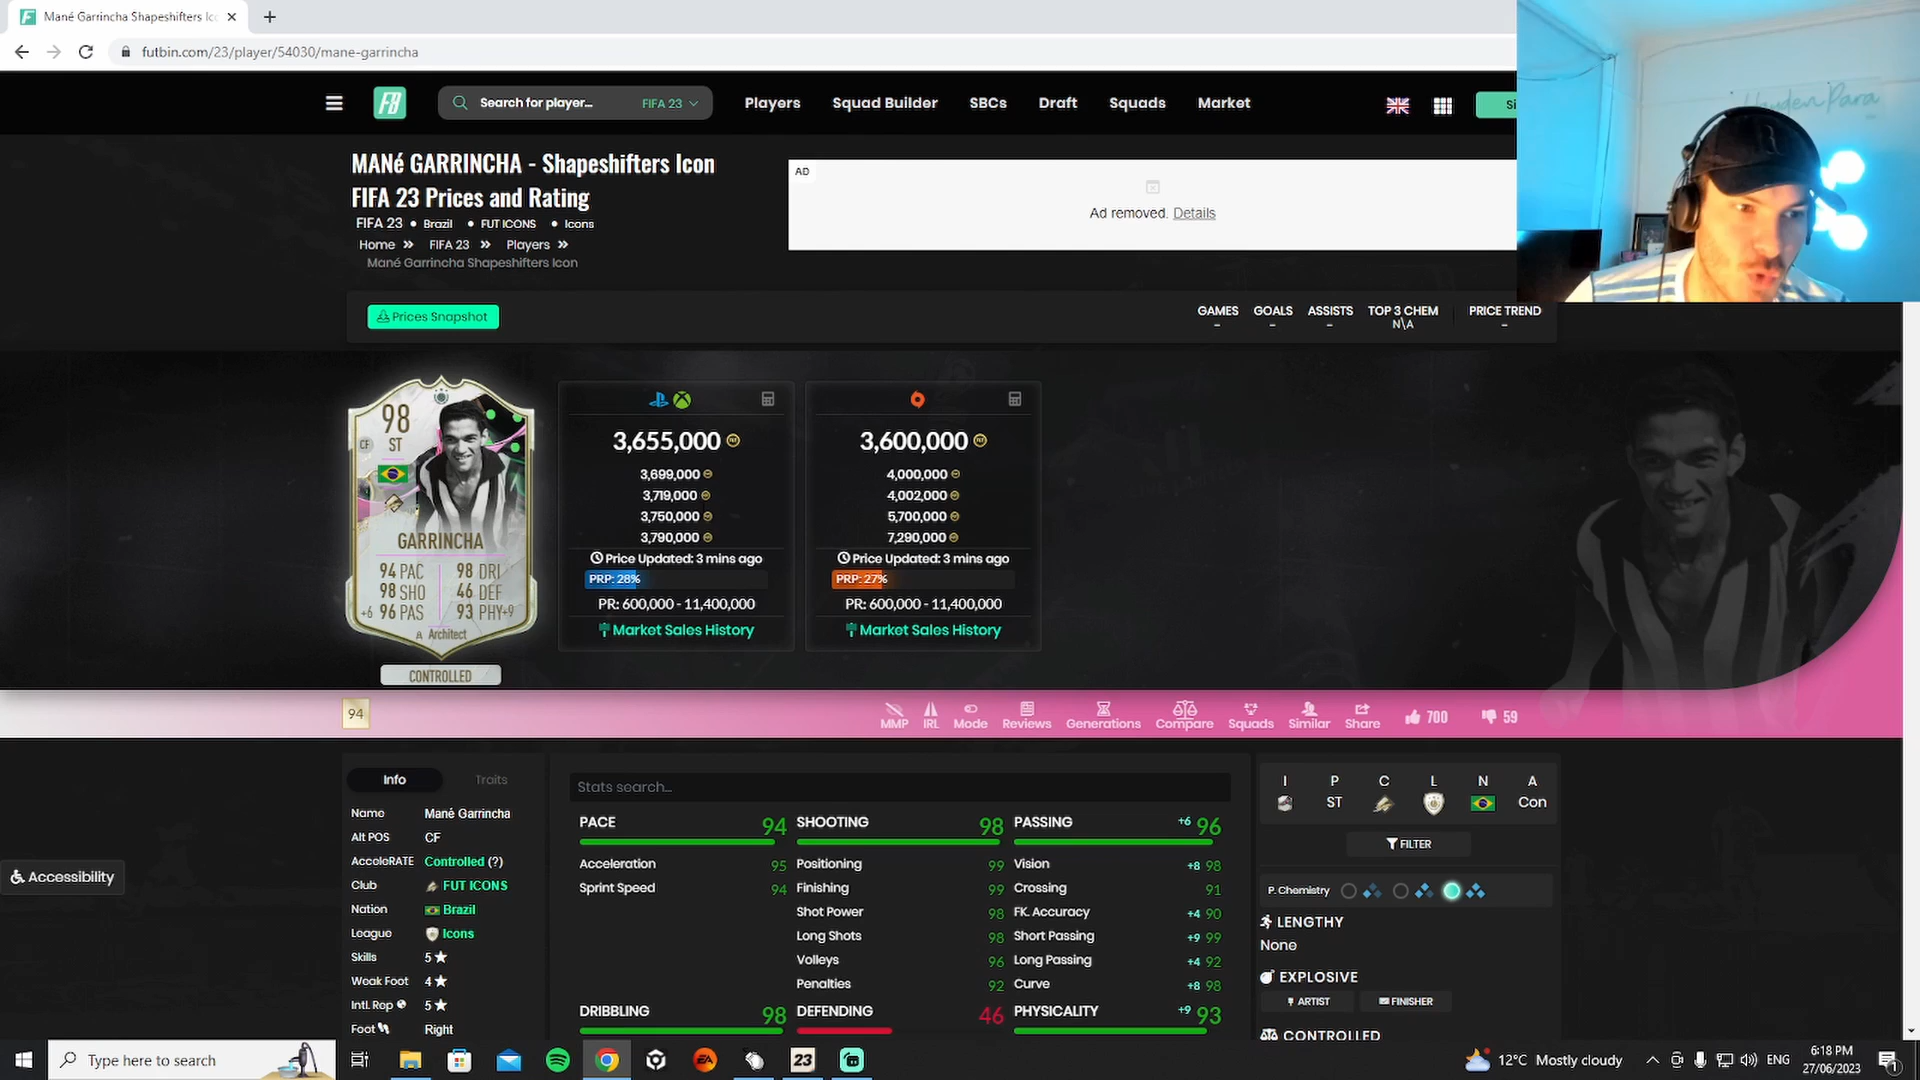 Mané Garrincha Shapeshifters Ico
futbin.com/23/player/54030/mane-garrincha
Search for player... FIFA 23 Players Squad Builder SBCs Draft Squads Market
MANé GARRINCHA - Shapeshifters Icon
FIFA 23 Prices and Rating
FIFA 23 • Brazil • FUT ICONS • Icons
Home » FIFA 23 » Players »
Mané Garrincha Shapeshifters Icon
AD
Ad removed. Details
Prices Snapshot
GAMES GOALS ASSISTS TOP 3 CHEM PRICE TREND
- - - N\A -
98
CF ST
GARRINCHA
94 PAC 98 DRI
98 SHO 46 DEF
+6 96 PAS 93 PHY +9
Architect
CONTROLLED
3,655,000
3,699,000
3,719,000
3,750,000
3,790,000
Price Updated: 3 mins ago
PRP: 28%
PR: 600,000 - 11,400,000
Market Sales History
3,600,000
4,000,000
4,002,000
5,700,000
7,290,000
Price Updated: 3 mins ago
PRP: 27%
PR: 600,000 - 11,400,000
Market Sales History
94
MMP IRL Mode Reviews Generations Compare Squads Similar Share 700 59
Info Traits
Name Mané Garrincha
Alt POS CF
AcceleRATE Controlled (?)
Club FUT ICONS
Nation Brazil
League Icons
Skills 5
Weak Foot 4
Intl. Rep 5
Foot Right
Stats search...
PACE 94
Acceleration 95
Sprint Speed 94
SHOOTING 98
Positioning 99
Finishing 99
Shot Power 98
Long Shots 98
Volleys 96
Penalties 92
PASSING +6 96
Vision +8 98
Crossing 91
FK. Accuracy +4 90
Short Passing +9 99
Long Passing +4 92
Curve +8 98
DRIBBLING 98
DEFENDING 46
PHYSICALITY +9 93
I P C L N A
ST Con
FILTER
P. Chemistry
LENGTHY
None
EXPLOSIVE
ARTIST FINISHER
CONTROLLED
Accessibility
Type here to search
23
12°C Mostly cloudy
ENG
6:18 PM
27/06/2023
1